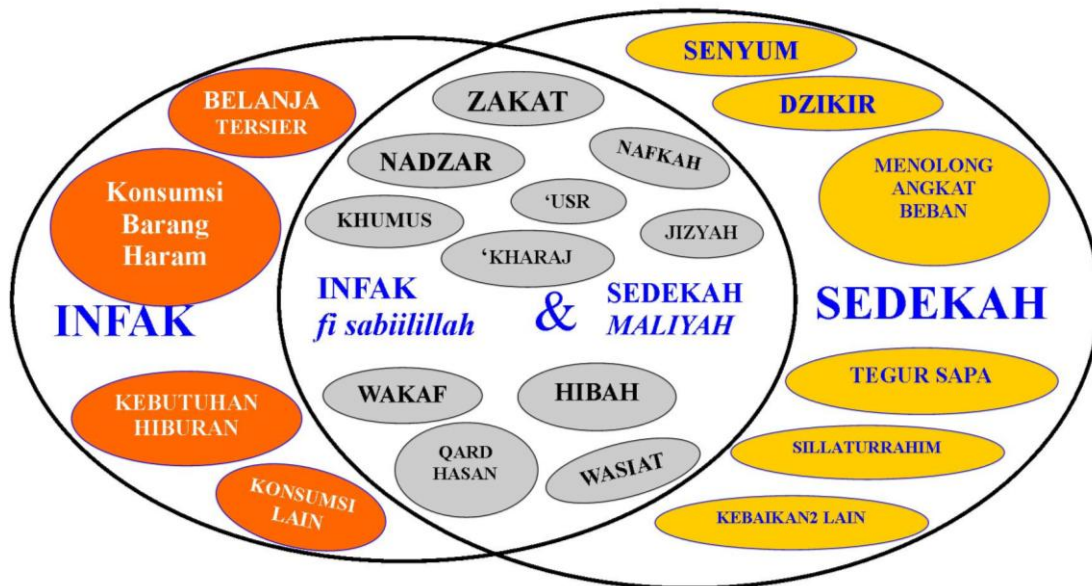 BELANJA
TERSIER
Konsumsi
Barang
Haram
INFAK
KEBUTUHAN
HIBURAN
KONSUMSI
LAIN
ZAKAT
NADZAR
NAFKAH
‘USR
KHUMUS
JIZYAH
‘KHARAJ
INFAK
fi sabiilillah
&
SEDEKAH
MALIYAH
WAKAF
HIBAH
QARD
HASAN
WASIAT
SENYUM
DZIKIR
MENOLONG
ANGKAT
BEBAN
SEDEKAH
TEGUR SAPA
SILLATURRAHIM
KEBAIKAN2 LAIN